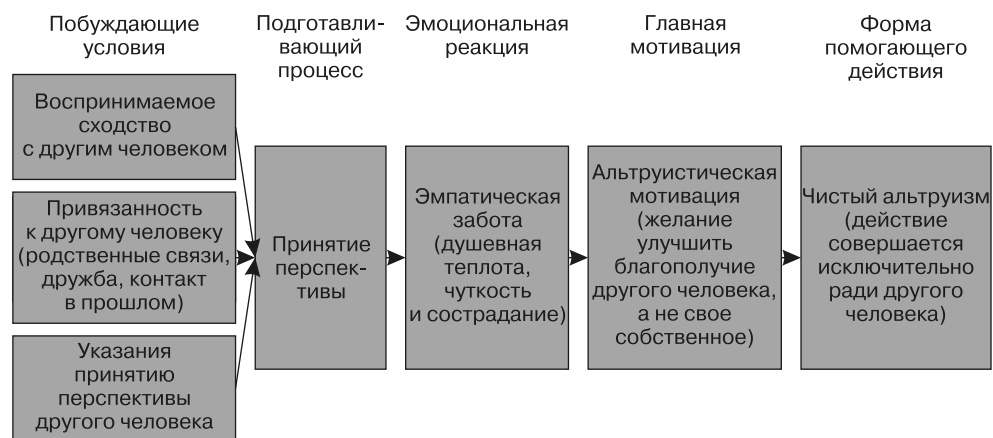 Побуждающие
условия
Подготавли-
вающий
процесс
Эмоциональная
реакция
Главная
мотивация
Форма
помогающего
действия
Воспринимаемое
сходство
с другим человеком
Привязанность
к другому человеку
(родственные связи,
дружба, контакт
в прошлом)
Указания
принятию
перспективы
другого человека
Принятие
перспек-
тивы
Эмпатическая
забота
(душевная
теплота,
чуткость
и сострадание)
Альтруистическая
мотивация
(желание
улучшить
благополучие
другого человека,
а не свое
собственное)
Чистый альтруизм
(действие
совершается
исключительно
ради другого
человека)